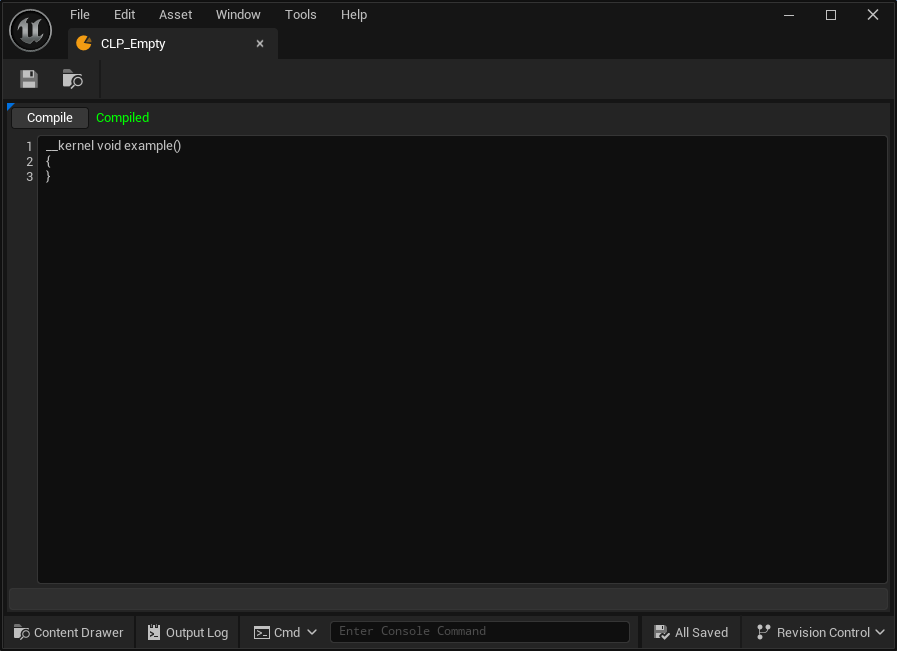 File Edit Asset Window Tools Help
CLP_Empty
Compile Compiled
1 __kernel void example()
2 {
3 }
Content Drawer Output Log Cmd Enter Console Command All Saved Revision Control